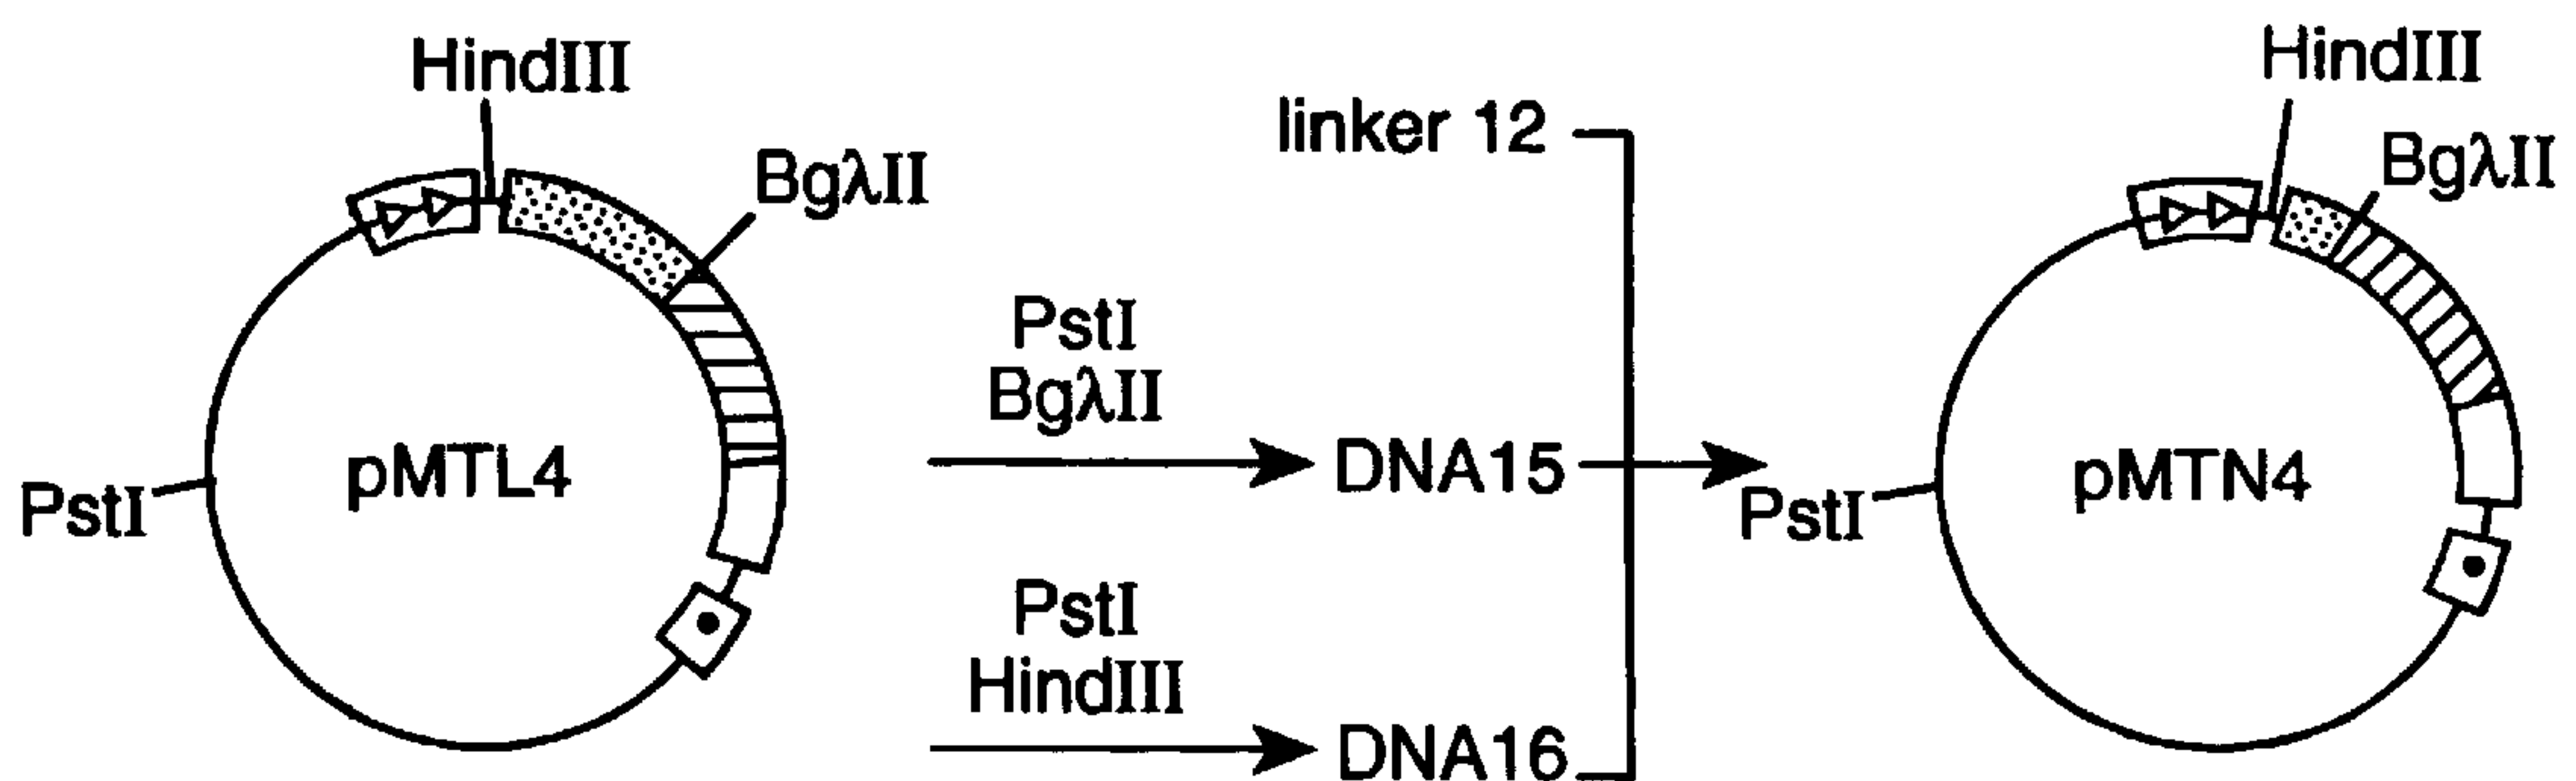 HindIII
BgλII
PstI
pMTL4
PstI
BgλII
DNA15
PstI
HindIII
DNA16
linker 12
HindIII
BgλII
PstI
pMTN4